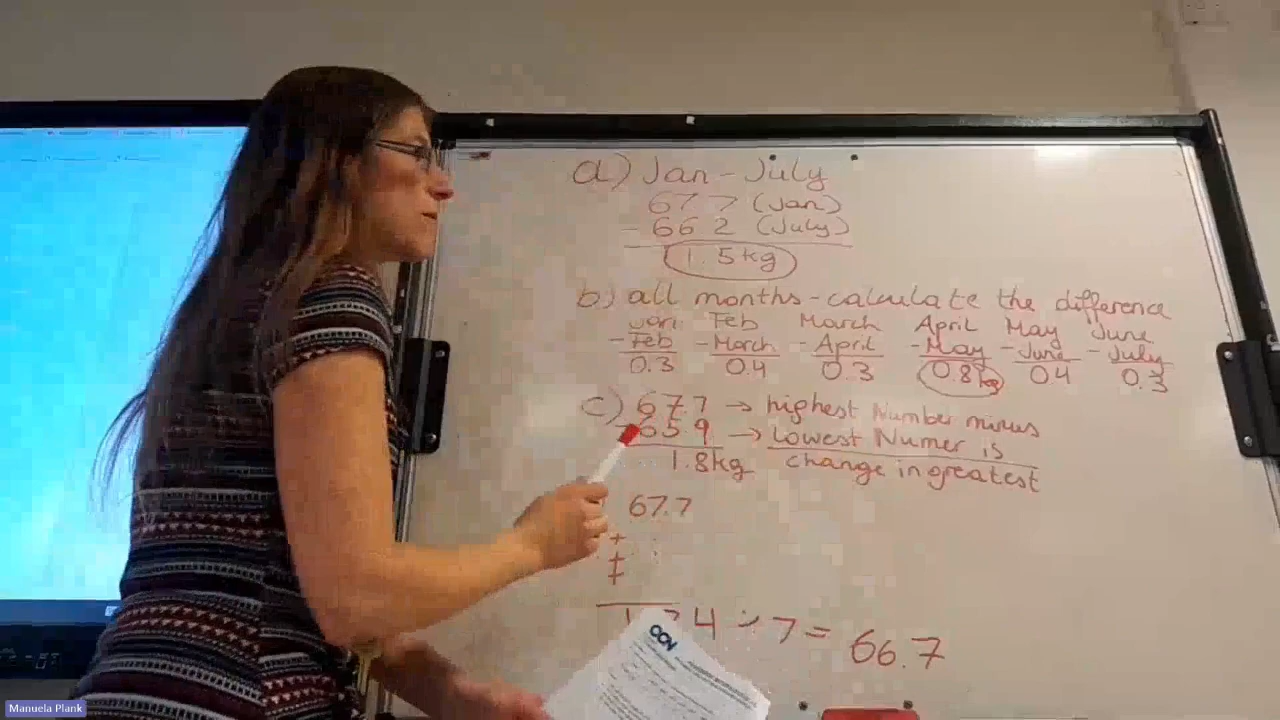 a) Jan - July
67.7 (Jan)
- 66 2 (July)
1.5kg
b) all months - calculate the difference
Jan Feb March April May June
- Feb - March - April - May - June - July
0.3 0.4 0.3 0.8kg 0.4 0.3
c) 67.7 → highest Number minus
65.9 → lowest Numer is
1.8kg change in greatest
67.7
+
+
+
4 ÷ 7 = 66.7
Manuela Plank